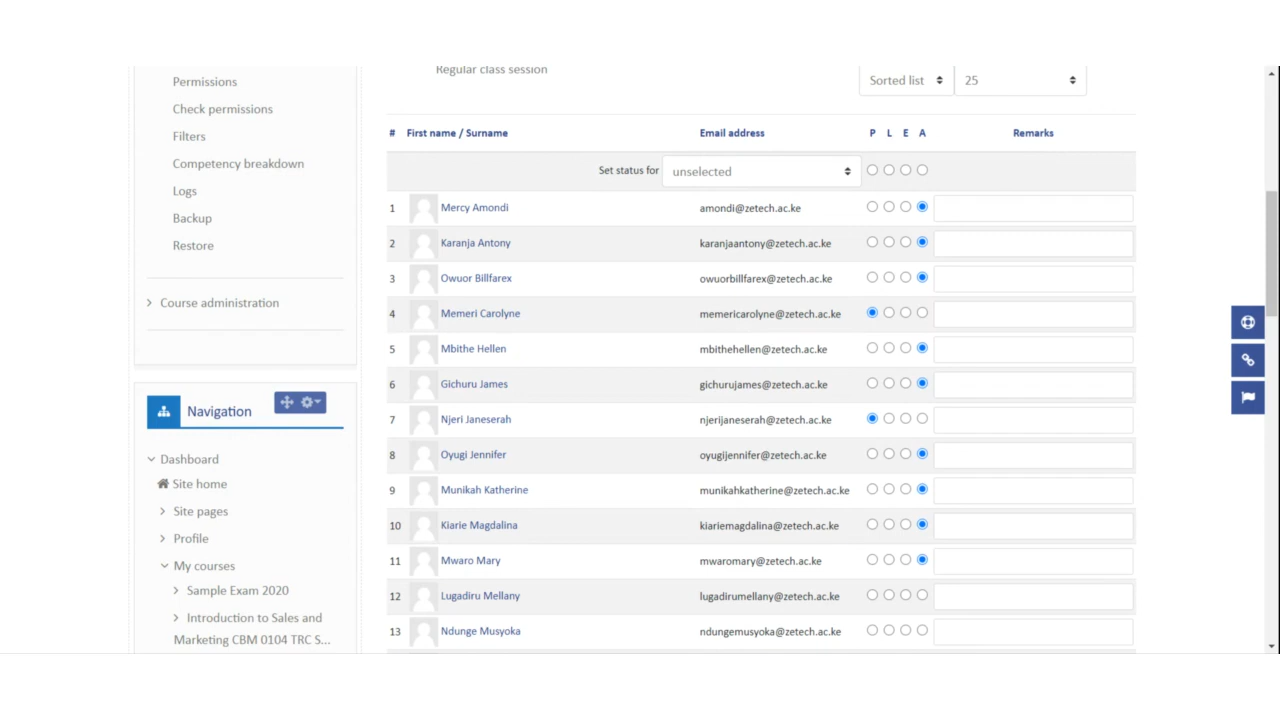 Permissions
Check permissions
Filters
Competency breakdown
Logs
Backup
Restore
Course administration
Navigation
Dashboard
Site home
Site pages
Profile
My courses
Sample Exam 2020
Introduction to Sales and
Marketing CBM 0104 TRC S...
Regular class session
Sorted list 25
# First name / Surname Email address P L E A Remarks
Set status for unselected
1 Mercy Amondi amondi@zetech.ac.ke
2 Karanja Antony karanjaantony@zetech.ac.ke
3 Owuor Billfarex owuorbillfarex@zetech.ac.ke
4 Memeri Carolyne memericarolyne@zetech.ac.ke
5 Mbithe Hellen mbithehellen@zetech.ac.ke
6 Gichuru James gichurujames@zetech.ac.ke
7 Njeri Janeserah njerijaneserah@zetech.ac.ke
8 Oyugi Jennifer oyugijennifer@zetech.ac.ke
9 Munikah Katherine munikahkatherine@zetech.ac.ke
10 Kiarie Magdalina kiariemagdalina@zetech.ac.ke
11 Mwaro Mary mwaromary@zetech.ac.ke
12 Lugadiru Mellany lugadirumellany@zetech.ac.ke
13 Ndunge Musyoka ndungemusyoka@zetech.ac.ke